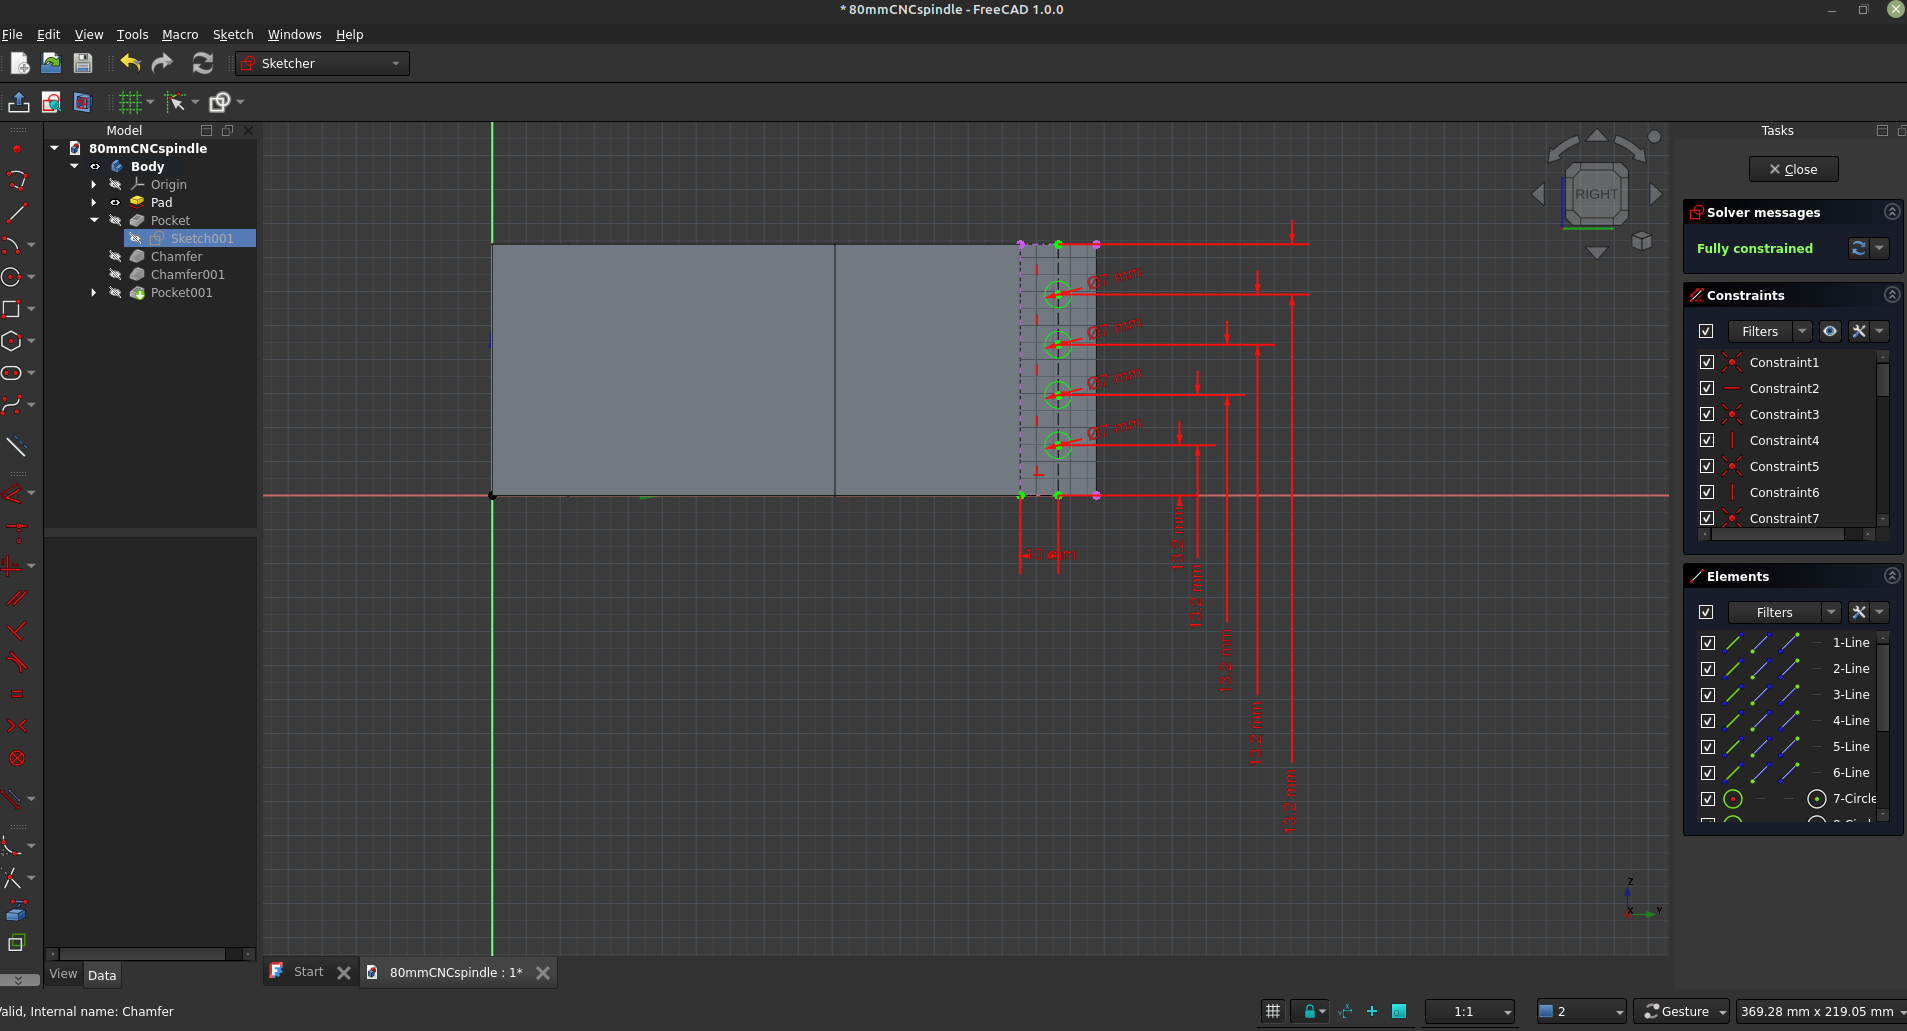 * 80mmCNCspindle - FreeCAD 1.0.0
File Edit View Tools Macro Sketch Windows Help
Sketcher
Model
80mmCNCspindle
Body
Origin
Pad
Pocket
Sketch001
Chamfer
Chamfer001
Pocket001
View Data
RIGHT
Ø7 mm
Ø7 mm
Ø7 mm
Ø7 mm
10 mm
13.2 mm
13.2 mm
13.2 mm
13.2 mm
13.2 mm
Z
X
Y
Start
80mmCNCspindle : 1*
Tasks
Close
Solver messages
Fully constrained
Constraints
Filters
Constraint1
Constraint2
Constraint3
Constraint4
Constraint5
Constraint6
Constraint7
Elements
Filters
1-Line
2-Line
3-Line
4-Line
5-Line
6-Line
7-Circle
alid, Internal name: Chamfer
1:1
2
Gesture
369.28 mm x 219.05 mm